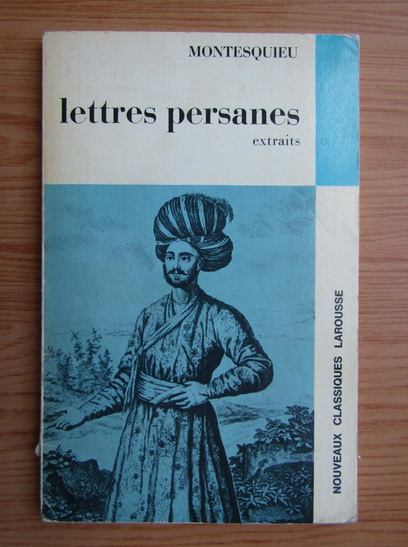 MONTESQUIEU
lettres persanes
extraits
NOUVEAUX CLASSIQUES LAROUSSE